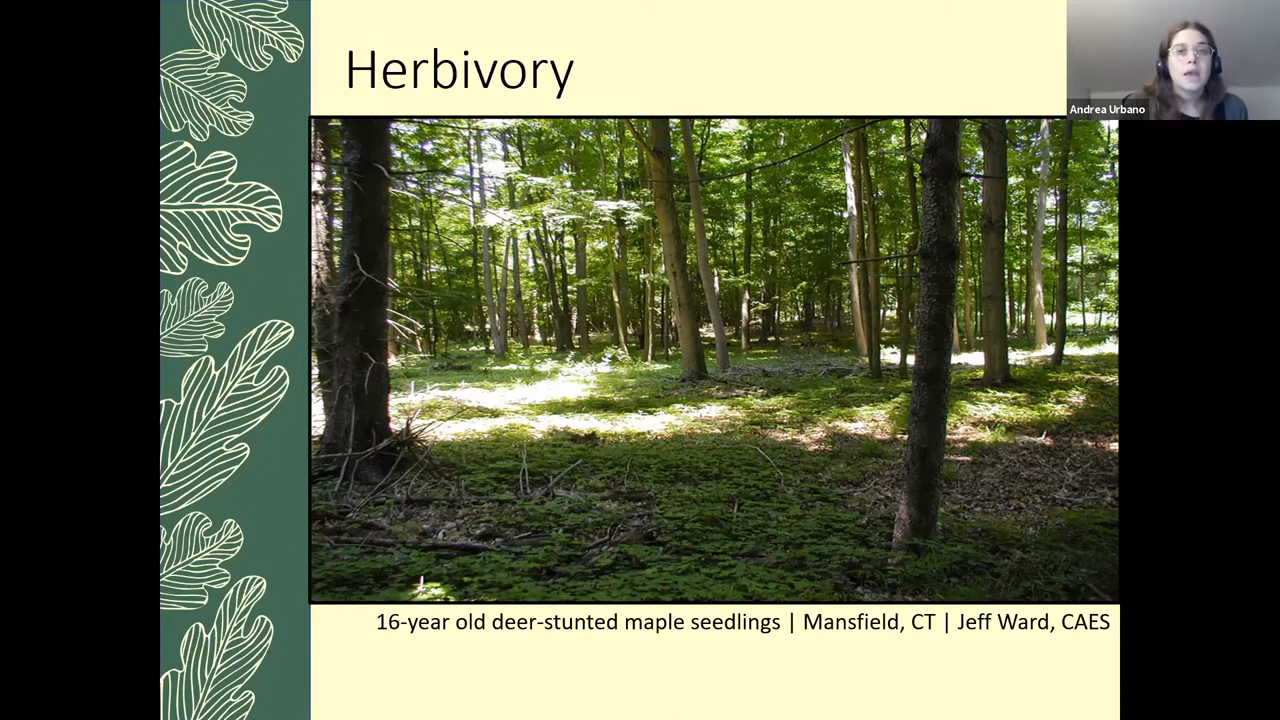 Herbivory
Andrea Urbano
16-year old deer-stunted maple seedlings | Mansfield, CT | Jeff Ward, CAES